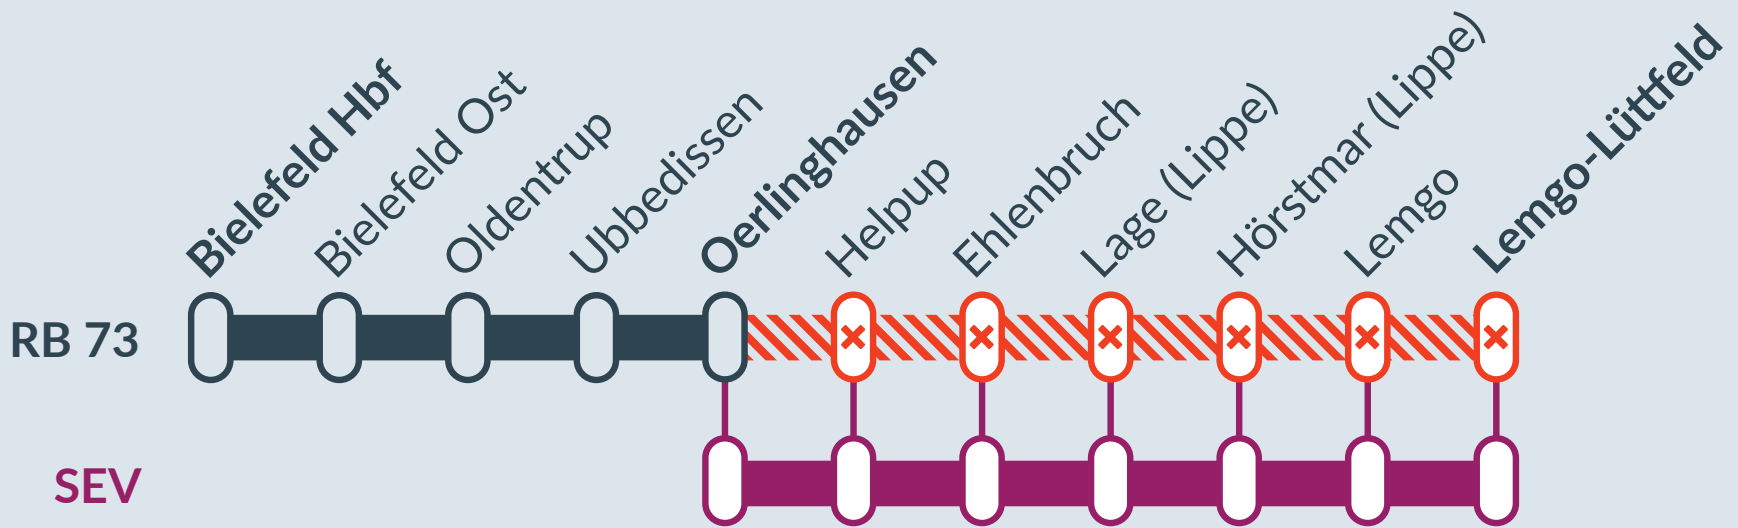 Bielefeld Hbf
Bielefeld Ost
Oldentrup
Ubbedissen
Oerlinghausen
Helpup
Ehlenbruch
Lage (Lippe)
Hörstmar (Lippe)
Lemgo
Lemgo-Lüttfeld
RB 73
SEV